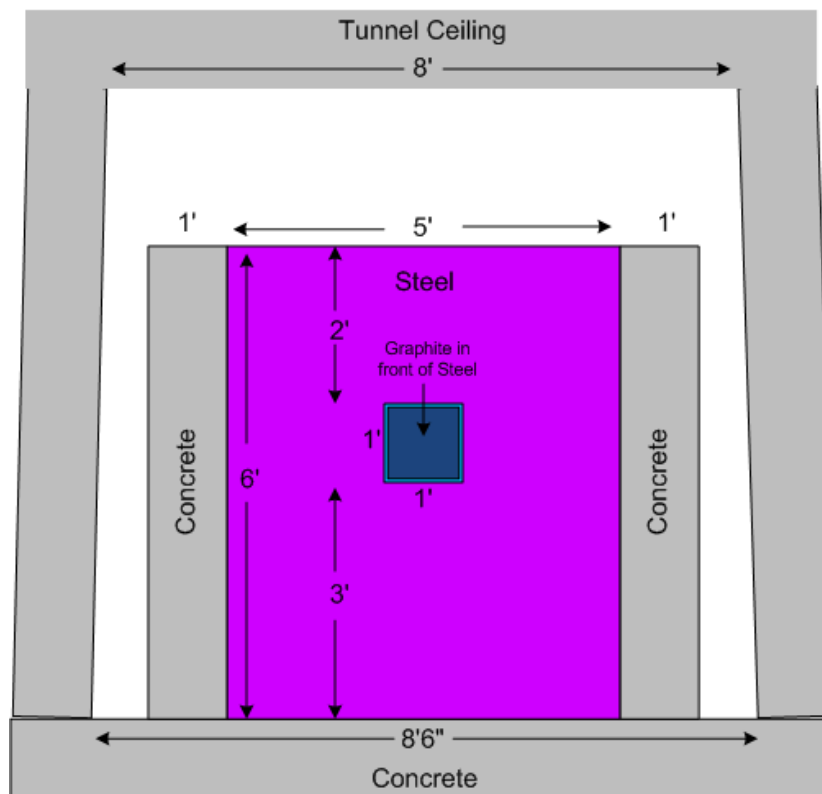 Tunnel Ceiling
8'
1'
5'
1'
Steel
2'
Graphite in
front of Steel
1'
6'
1'
Concrete
Concrete
3'
8'6"
Concrete